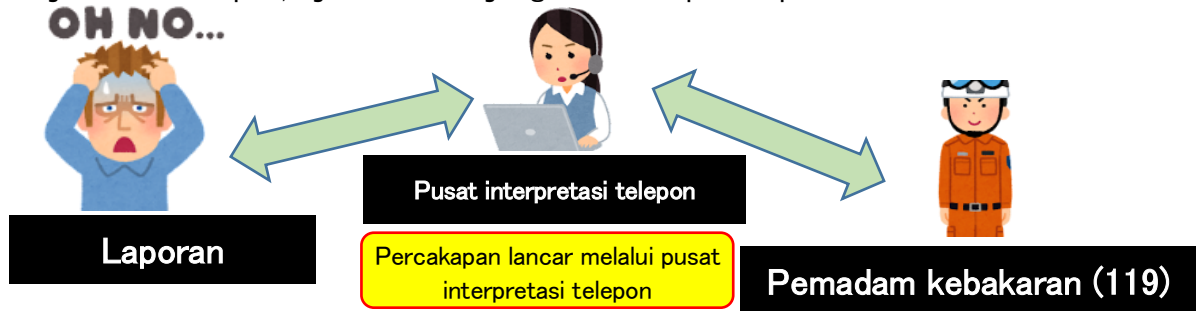 OH NO...
Pusat interpretasi telepon
Laporan
Percakapan lancar melalui pusat
interpretasi telepon
Pemadam kebakaran (119)